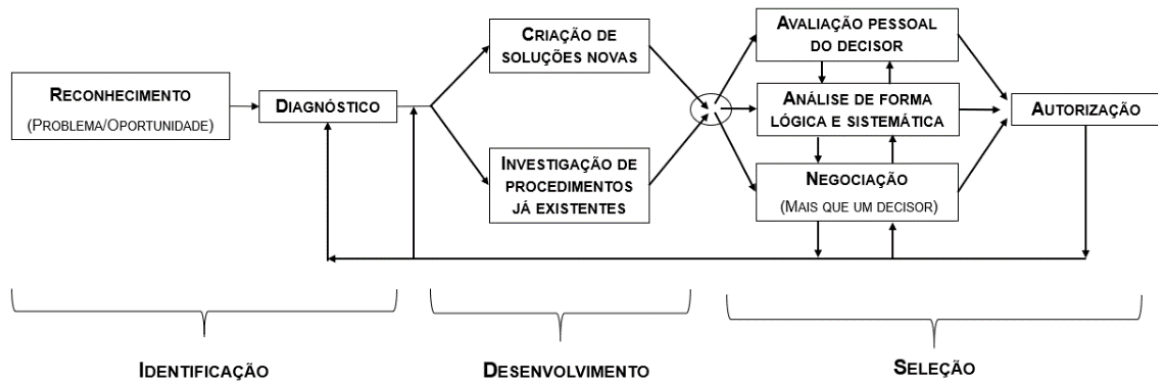 RECONHECIMENTO
(PROBLEMA/OPORTUNIDADE)
DIAGNÓSTICO
CRIAÇÃO DE
SOLUÇÕES NOVAS
INVESTIGAÇÃO DE
PROCEDIMENTOS
JÁ EXISTENTES
AVALIAÇÃO PESSOAL
DO DECISOR
ANÁLISE DE FORMA
LÓGICA E SISTEMÁTICA
NEGOCIAÇÃO
(MAIS QUE UM DECISOR)
AUTORIZAÇÃO
IDENTIFICAÇÃO
DESENVOLVIMENTO
SELEÇÃO